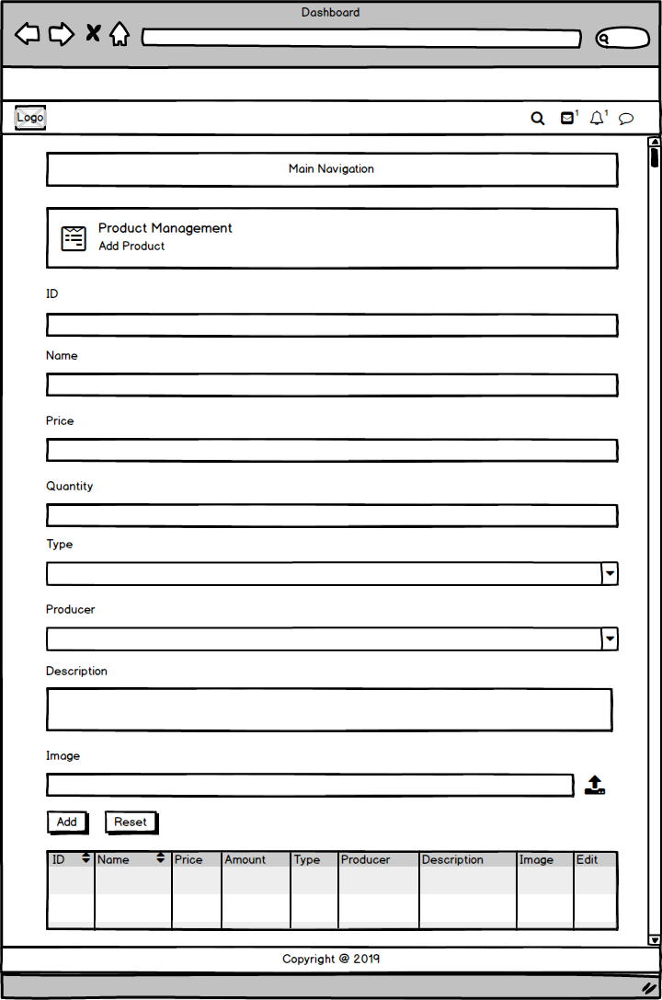 Dashboard
Logo
1
1
Main Navigation
Product Management
Add Product
ID
Name
Price
Quantity
Type
Producer
Description
Image
Add Reset
ID Name Price Amount Type Producer Description Image Edit
Copyright @ 2019